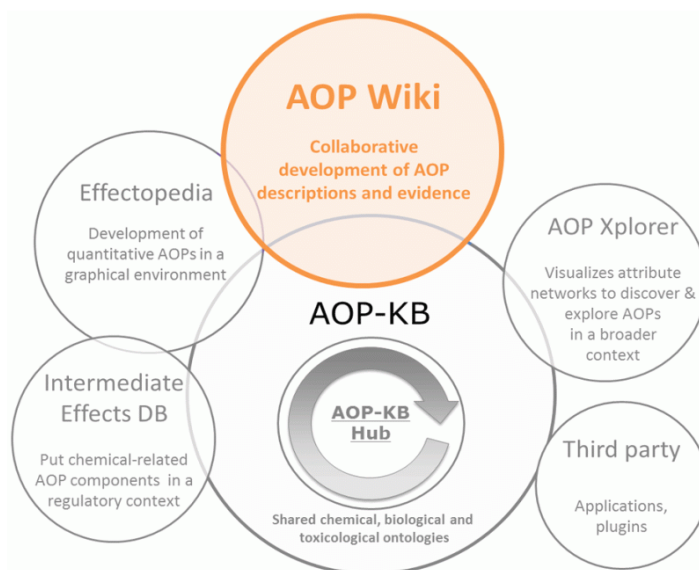 AOP Wiki
Collaborative
development of AOP
descriptions and evidence
Effectopedia
Development of
quantitative AOPs in a
graphical environment
AOP Xplorer
Visualizes attribute
networks to discover &
explore AOPs
in a broader
context
AOP-KB
AOP-KB
Hub
Shared chemical, biological and
toxicological ontologies
Intermediate
Effects DB
Put chemical-related
AOP components in a
regulatory context
Third party
Applications,
plugins